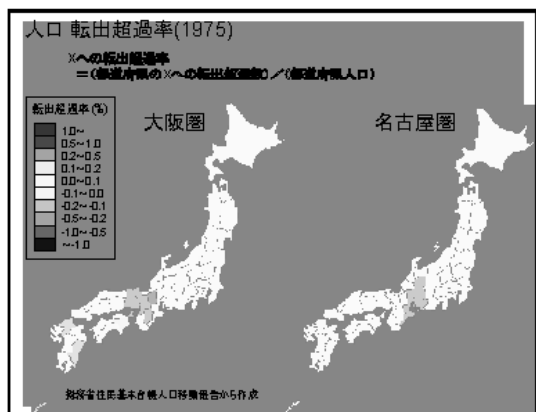 人口 転出超過率(1975)
Xへの転出超過率
=(都道府県のXへの転出超過数)/(都道府県人口)
転出超過率(%)
大阪圏
名古屋圏
1.0~
0.5~1.0
0.2~0.5
0.1~0.2
0.0~0.1
-0.1~0.0
-0.2~-0.1
-0.5~-0.2
-1.0~-0.5
~-1.0
総務省住民基本台帳人口移動報告から作成